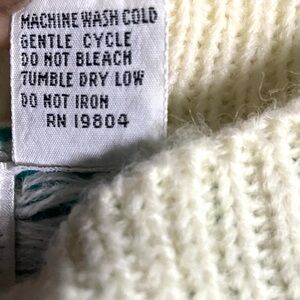 MACHINE WASH COLD
GENTLE CYCLE
DO NOT BLEACH
TUMBLE DRY LOW
DO NOT IRON
RN 19804